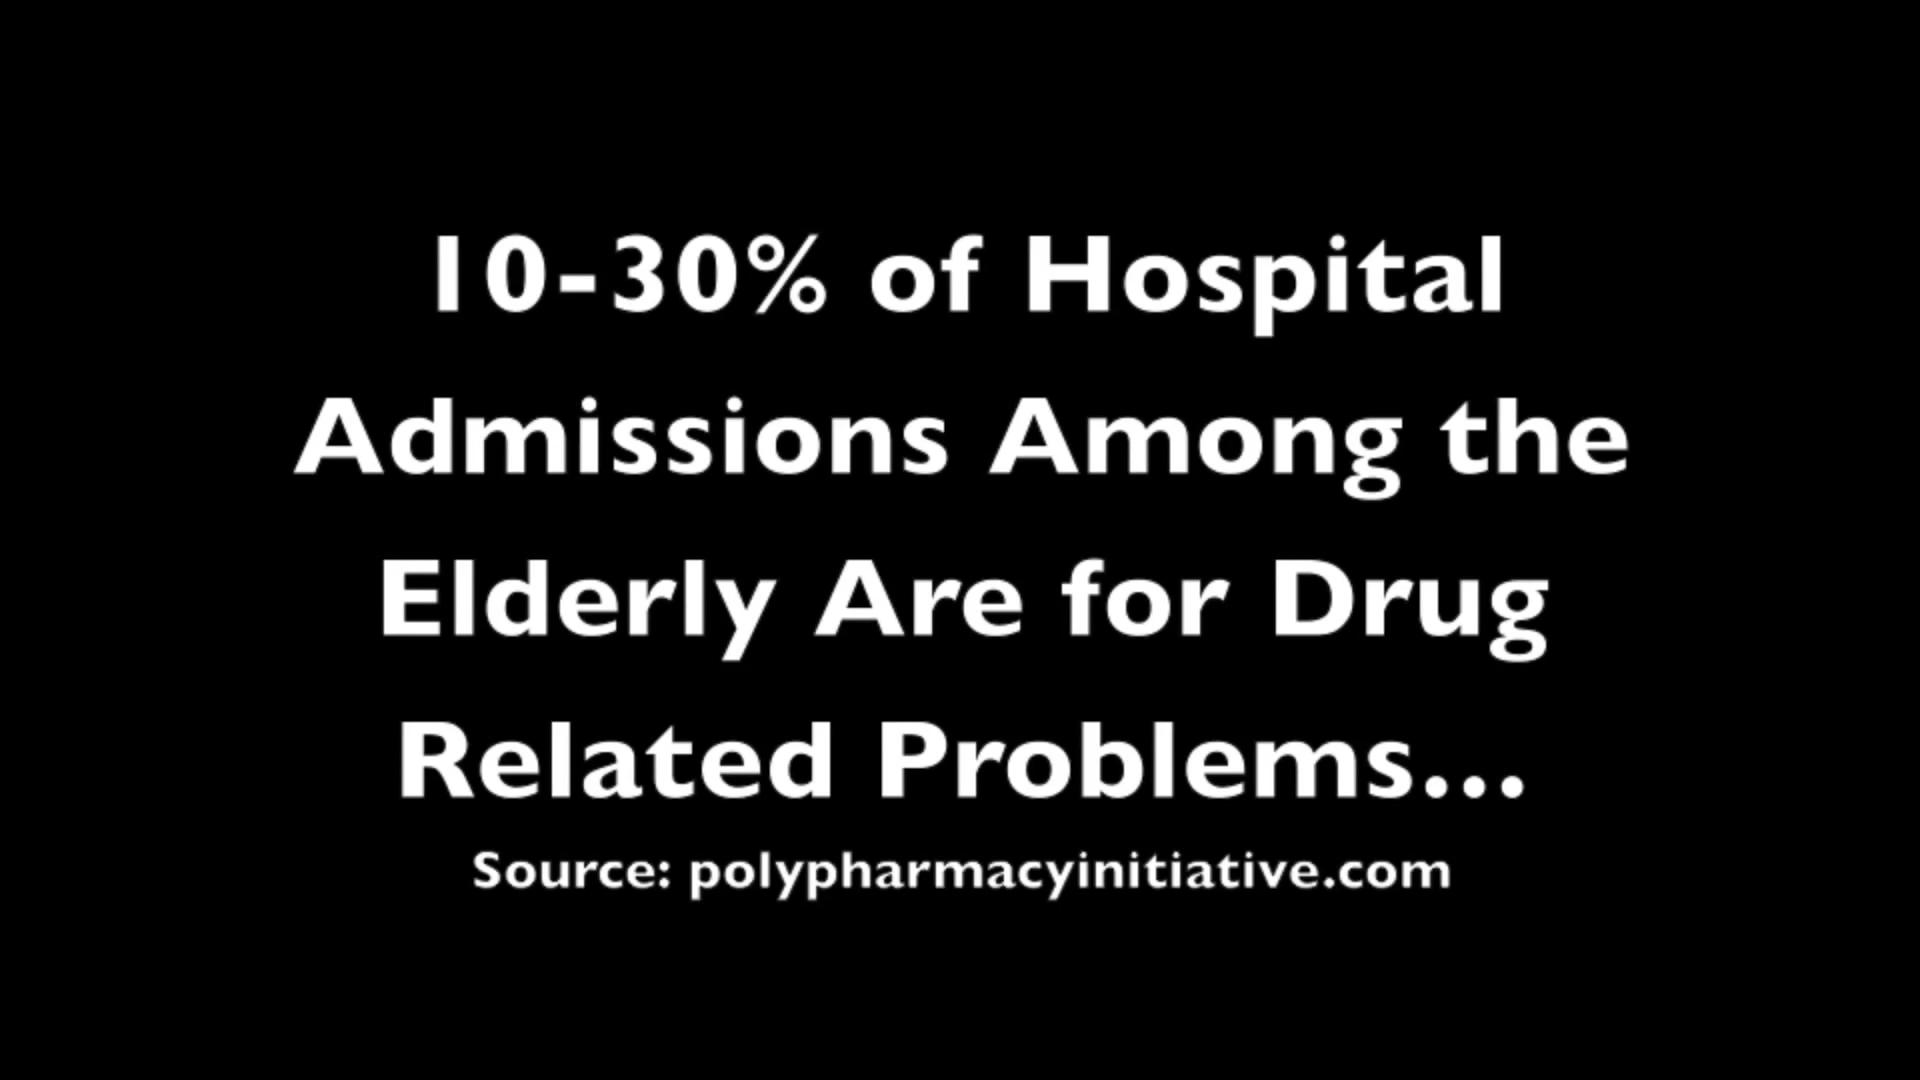 10-30% of Hospital
Admissions Among the
Elderly Are for Drug
Related Problems...
Source: polypharmacyinitiative.com